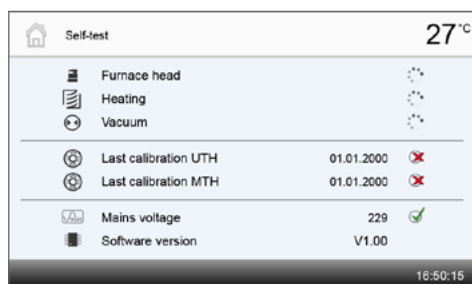 Self-test 27°C
Furnace head
Heating
Vacuum
Last calibration UTH 01.01.2000
Last calibration MTH 01.01.2000
Mains voltage 229
Software version V1.00
16:50:15